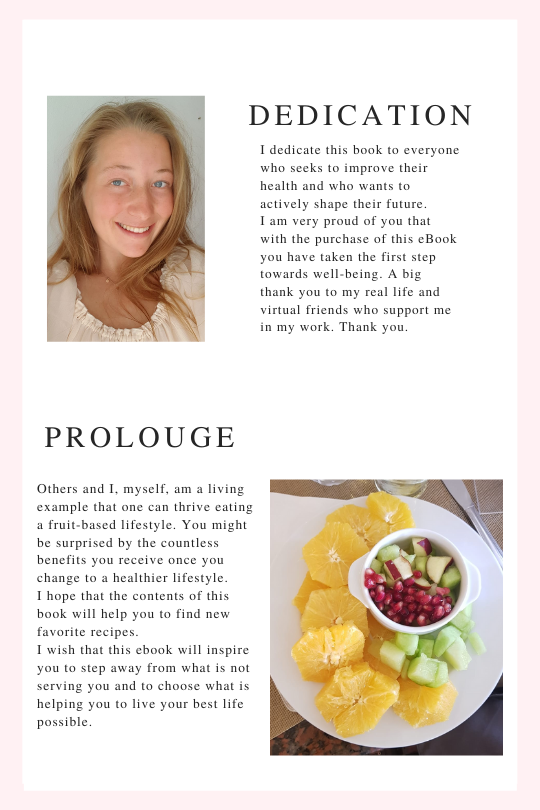 DEDICATION
I dedicate this book to everyone
who seeks to improve their
health and who wants to
actively shape their future.
I am very proud of you that
with the purchase of this eBook
you have taken the first step
towards well-being. A big
thank you to my real life and
virtual friends who support me
in my work. Thank you.
PROLOUGE
Others and I, myself, am a living
example that one can thrive eating
a fruit-based lifestyle. You might
be surprised by the countless
benefits you receive once you
change to a healthier lifestyle.
I hope that the contents of this
book will help you to find new
favorite recipes.
I wish that this ebook will inspire
you to step away from what is not
serving you and to choose what is
helping you to live your best life
possible.